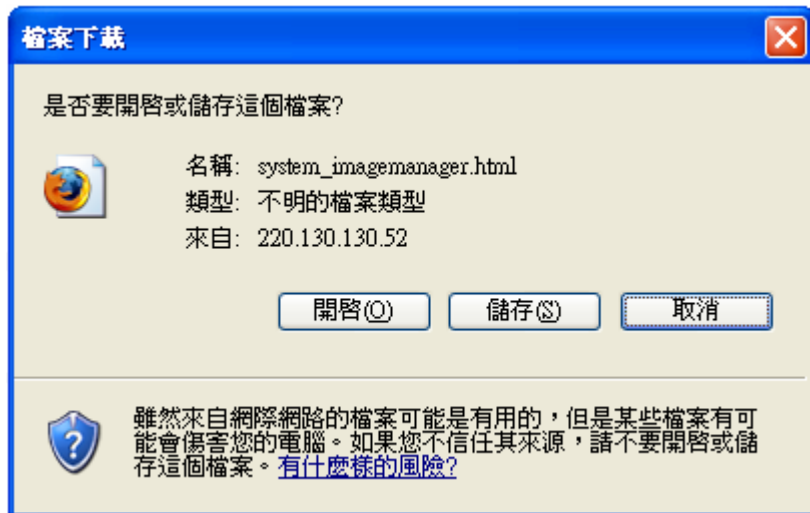 檔案下載
是否要開啟或儲存這個檔案?
名稱: system_imagemanager.html
類型: 不明的檔案類型
來自: 220.130.130.52
開啟(O) 儲存(S) 取消
雖然來自網際網路的檔案可能是有用的，但是某些檔案有可
能會傷害您的電腦。如果您不信任其來源，請不要開啟或儲
存這個檔案。有什麼樣的風險?